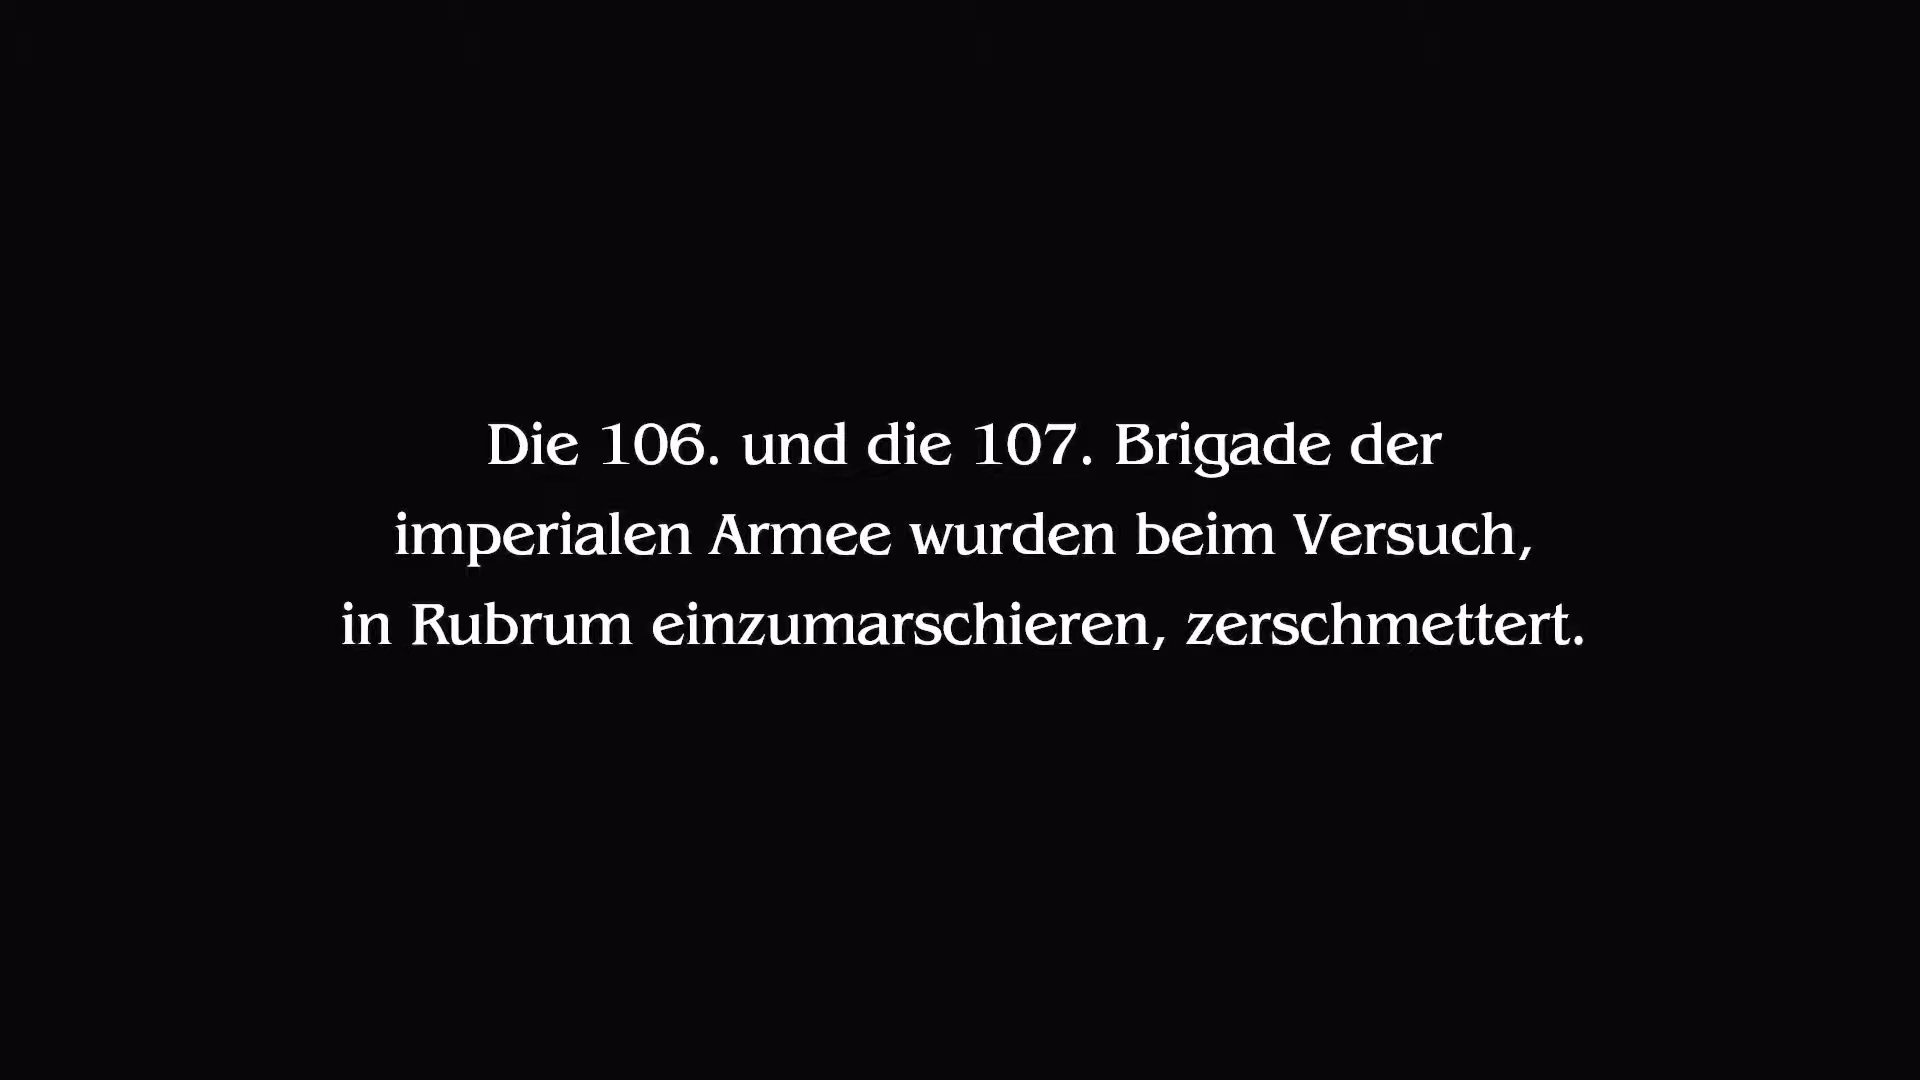 Die 106. und die 107. Brigade der
imperialen Armee wurden beim Versuch,
in Rubrum einzumarschieren, zerschmettert.